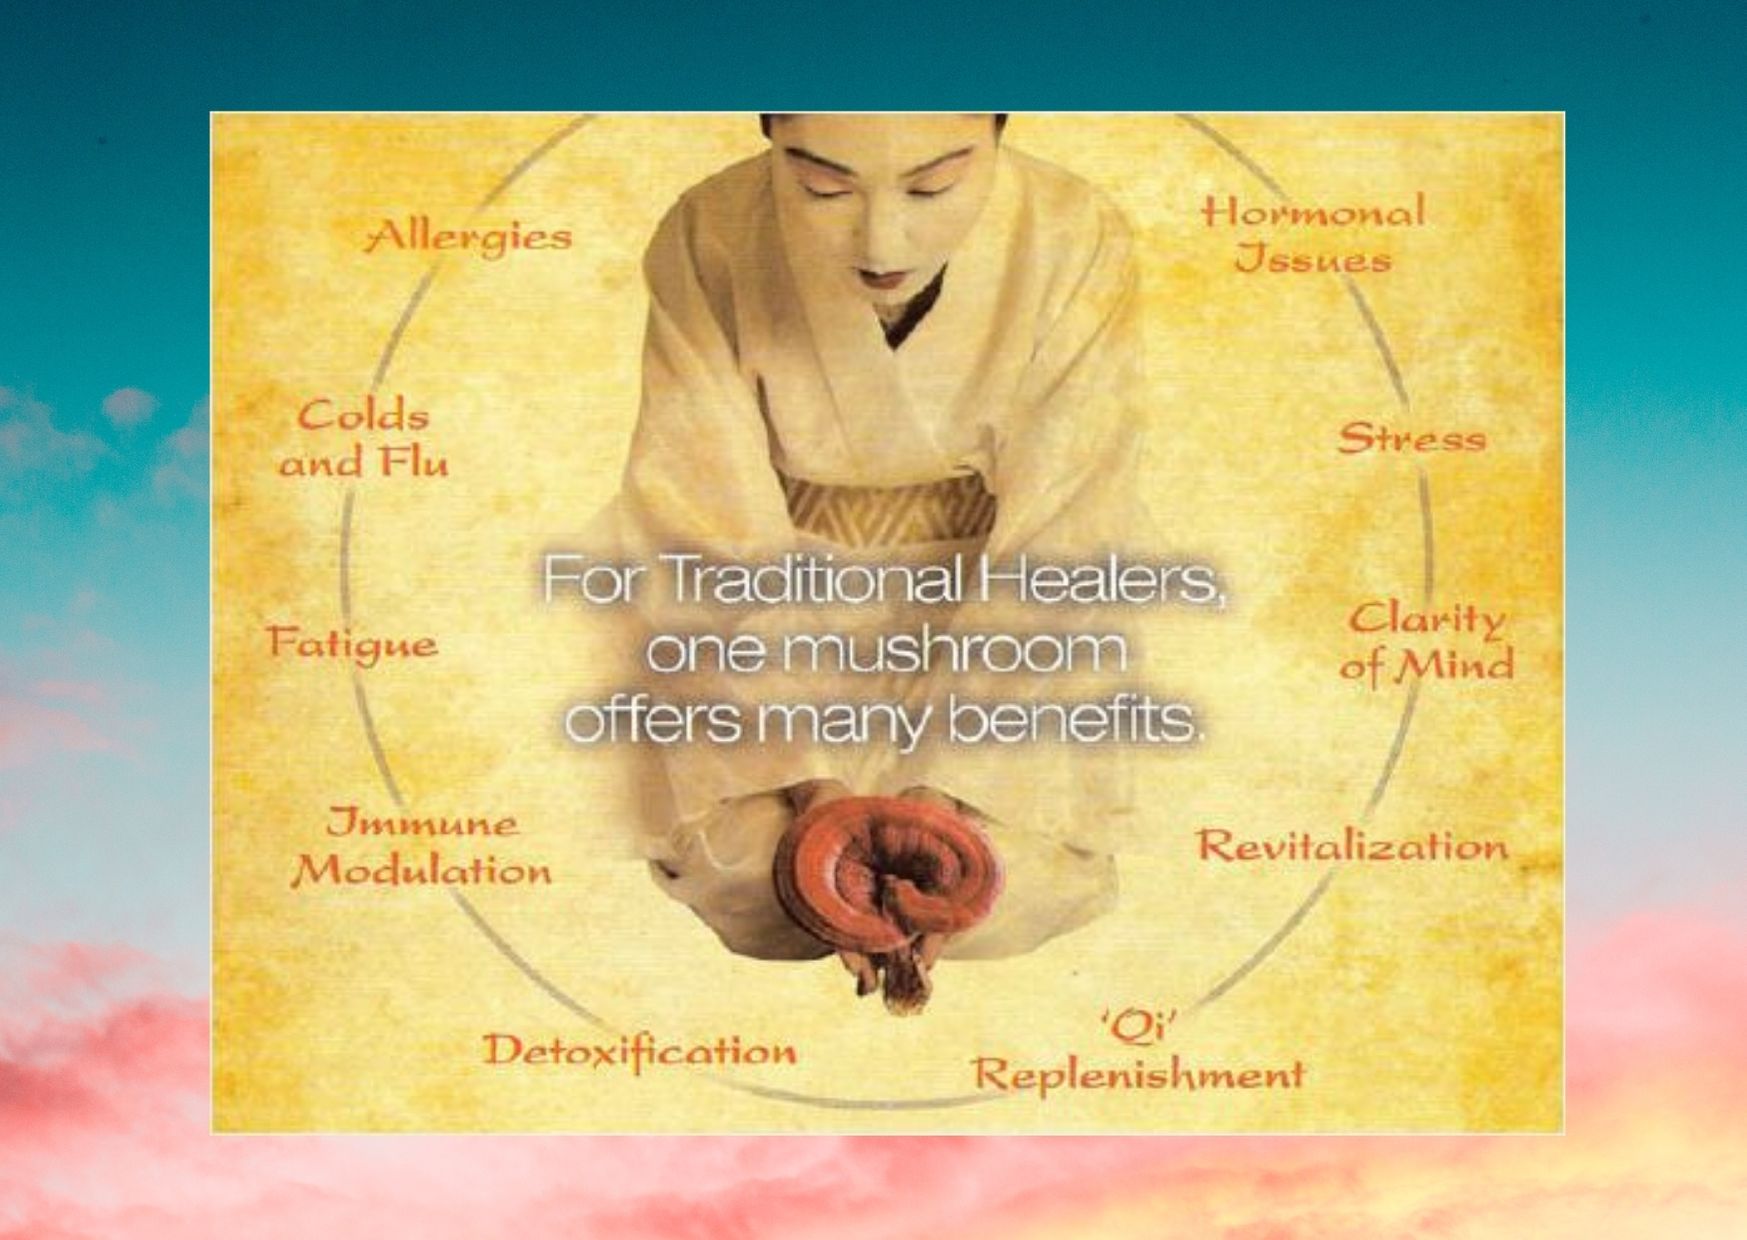 Allergies
Hormonal
Issues
Colds
and Flu
Stress
For Traditional Healers,
one mushroom
offers many benefits.
Fatigue
Clarity
of Mind
Immune
Modulation
Revitalization
Detoxification
'Qi'
Replenishment